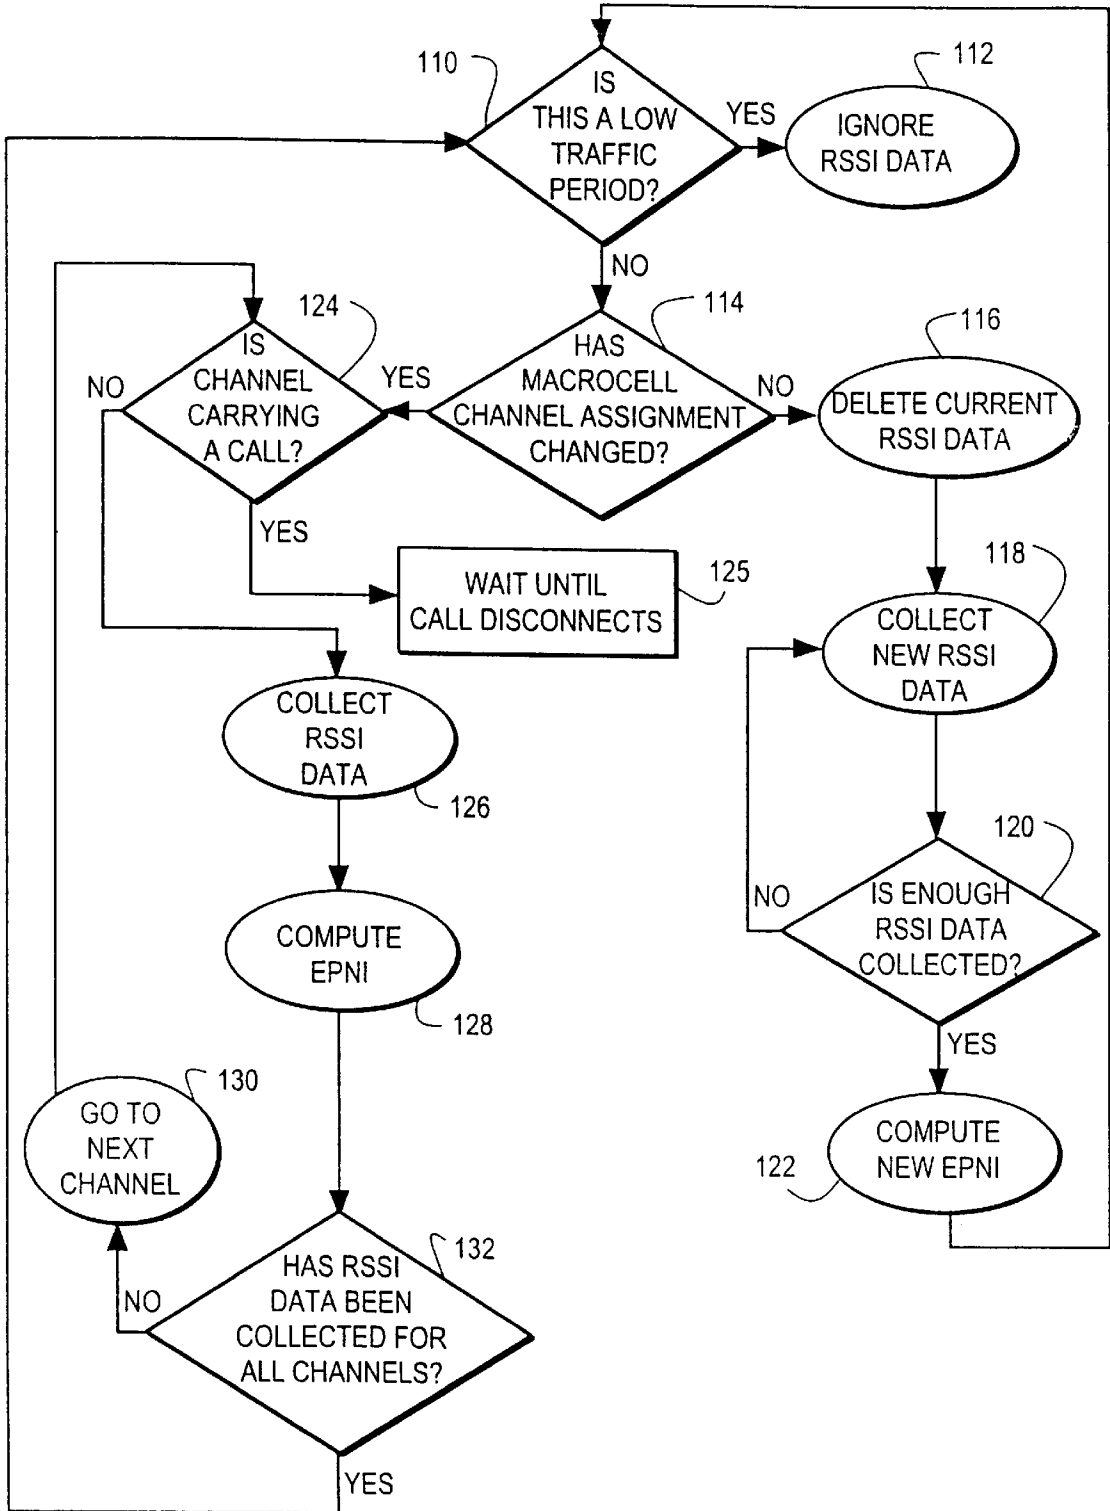 110
IS
THIS A LOW
TRAFFIC
PERIOD?
YES
112
IGNORE
RSSI DATA
NO
124
IS
CHANNEL
CARRYING
A CALL?
NO
YES
YES
114
HAS
MACROCELL
CHANNEL ASSIGNMENT
CHANGED?
NO
116
DELETE CURRENT
RSSI DATA
WAIT UNTIL
CALL DISCONNECTS
125
118
COLLECT
NEW RSSI
DATA
COLLECT
RSSI
DATA
126
120
IS ENOUGH
RSSI DATA
COLLECTED?
NO
YES
COMPUTE
EPNI
128
COMPUTE
NEW EPNI
122
130
GO TO
NEXT
CHANNEL
132
HAS RSSI
DATA BEEN
COLLECTED FOR
ALL CHANNELS?
NO
YES